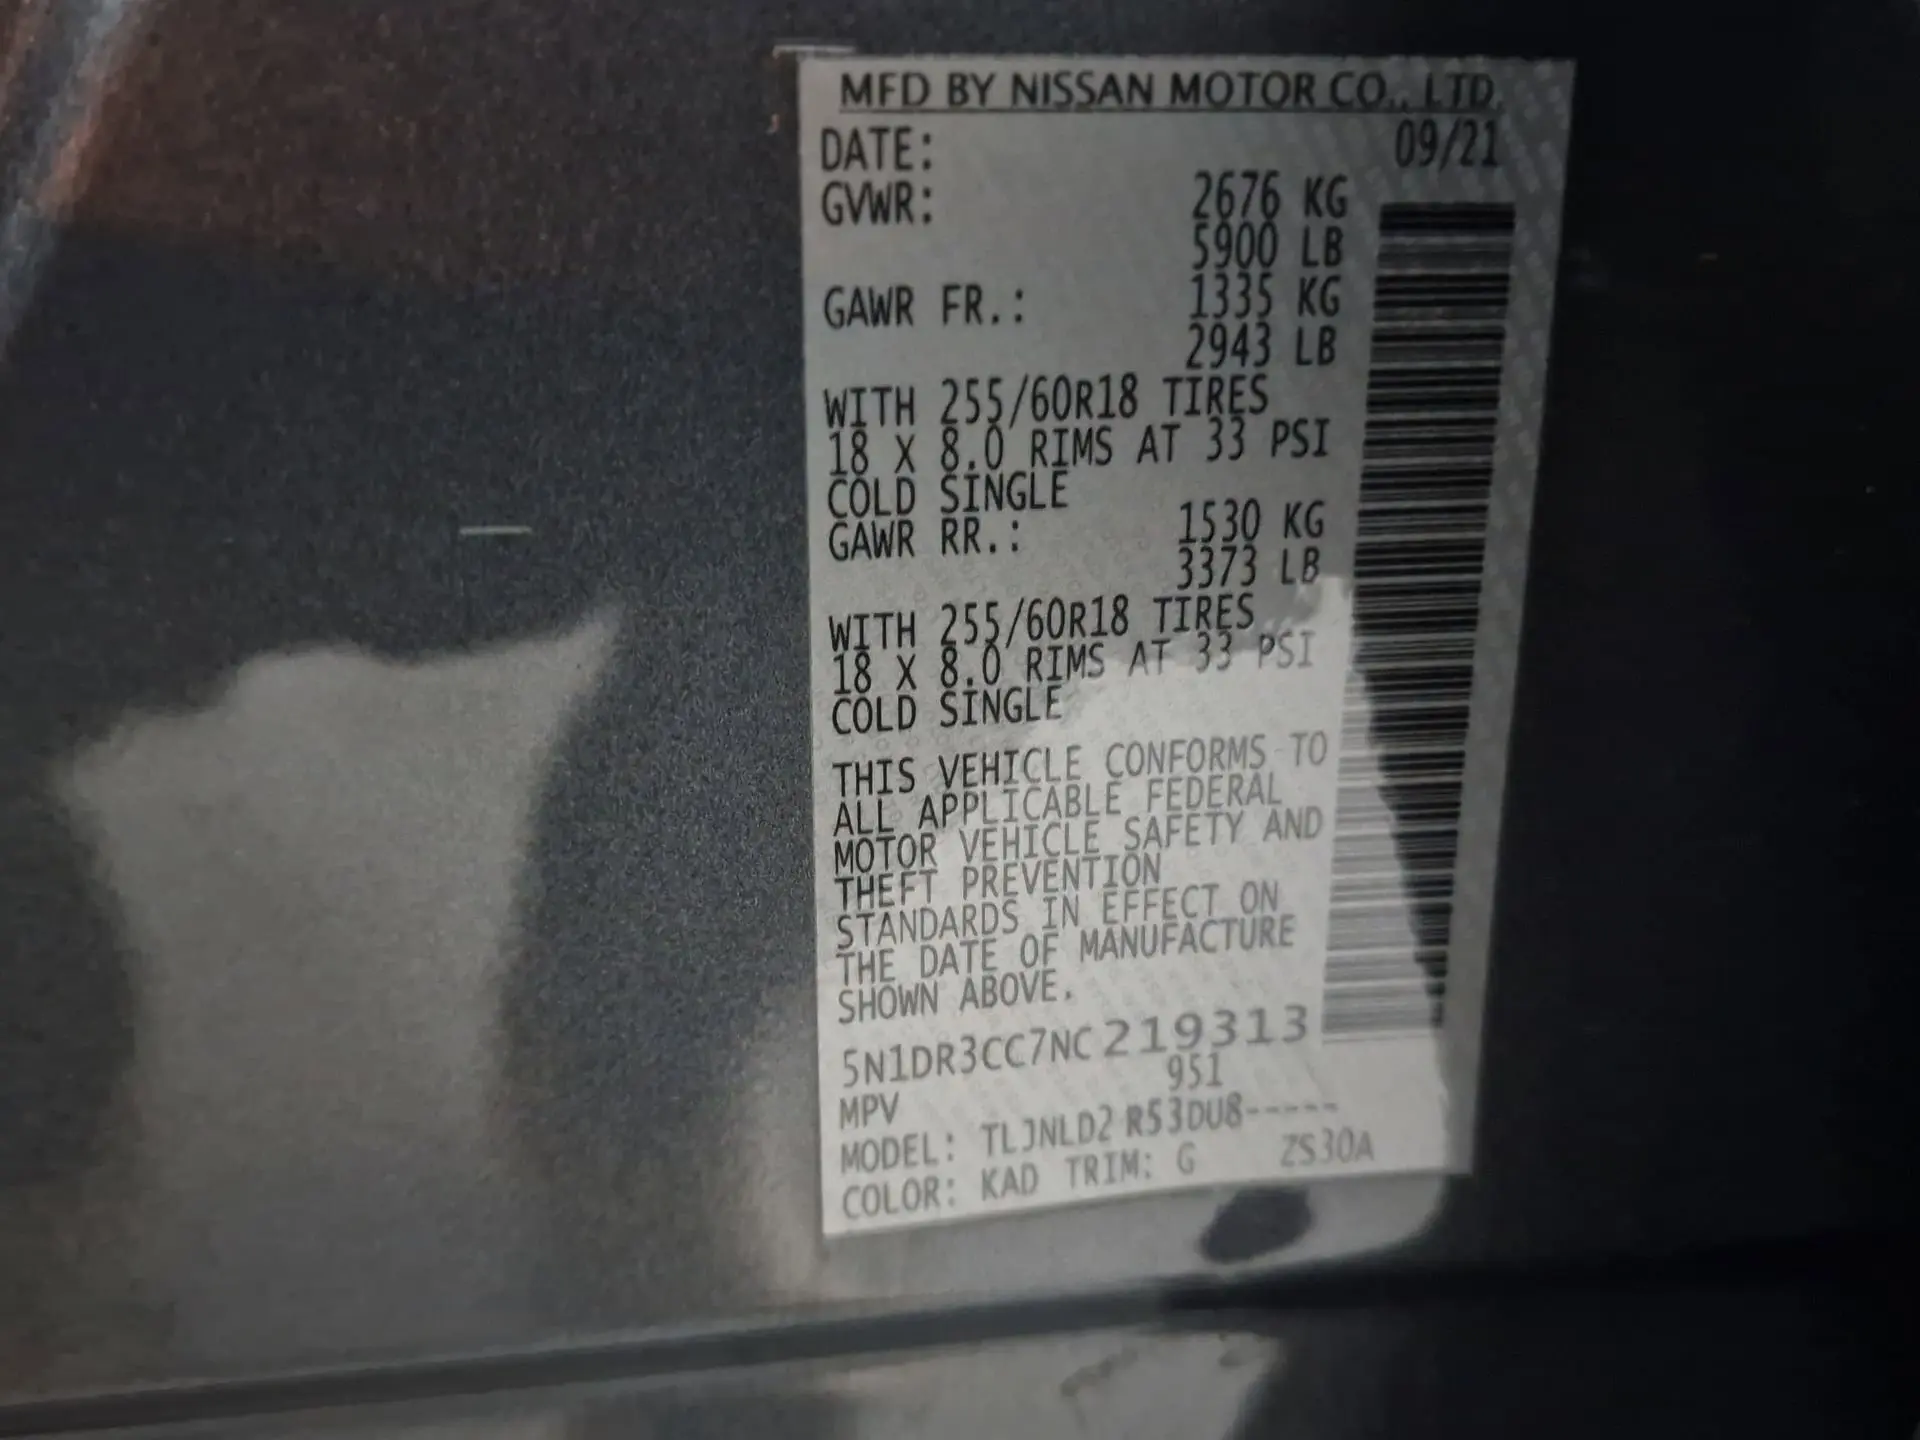 MFD BY NISSAN MOTOR CO., LTD.
DATE: 09/21
GVWR: 2676 KG
5900 LB
GAWR FR.: 1335 KG
2943 LB
WITH 255/60R18 TIRES
18 X 8.0 RIMS AT 33 PSI
COLD SINGLE
GAWR RR.: 1530 KG
3373 LB
WITH 255/60R18 TIRES
18 X 8.0 RIMS AT 33 PSI
COLD SINGLE
THIS VEHICLE CONFORMS TO
ALL APPLICABLE FEDERAL
MOTOR VEHICLE SAFETY AND
THEFT PREVENTION
STANDARDS IN EFFECT ON
THE DATE OF MANUFACTURE
SHOWN ABOVE.
5N1DR3CC7NC219313
951
MPV
MODEL: TLJNLD2 R53DU8-----
COLOR: KAD TRIM: G ZS30A